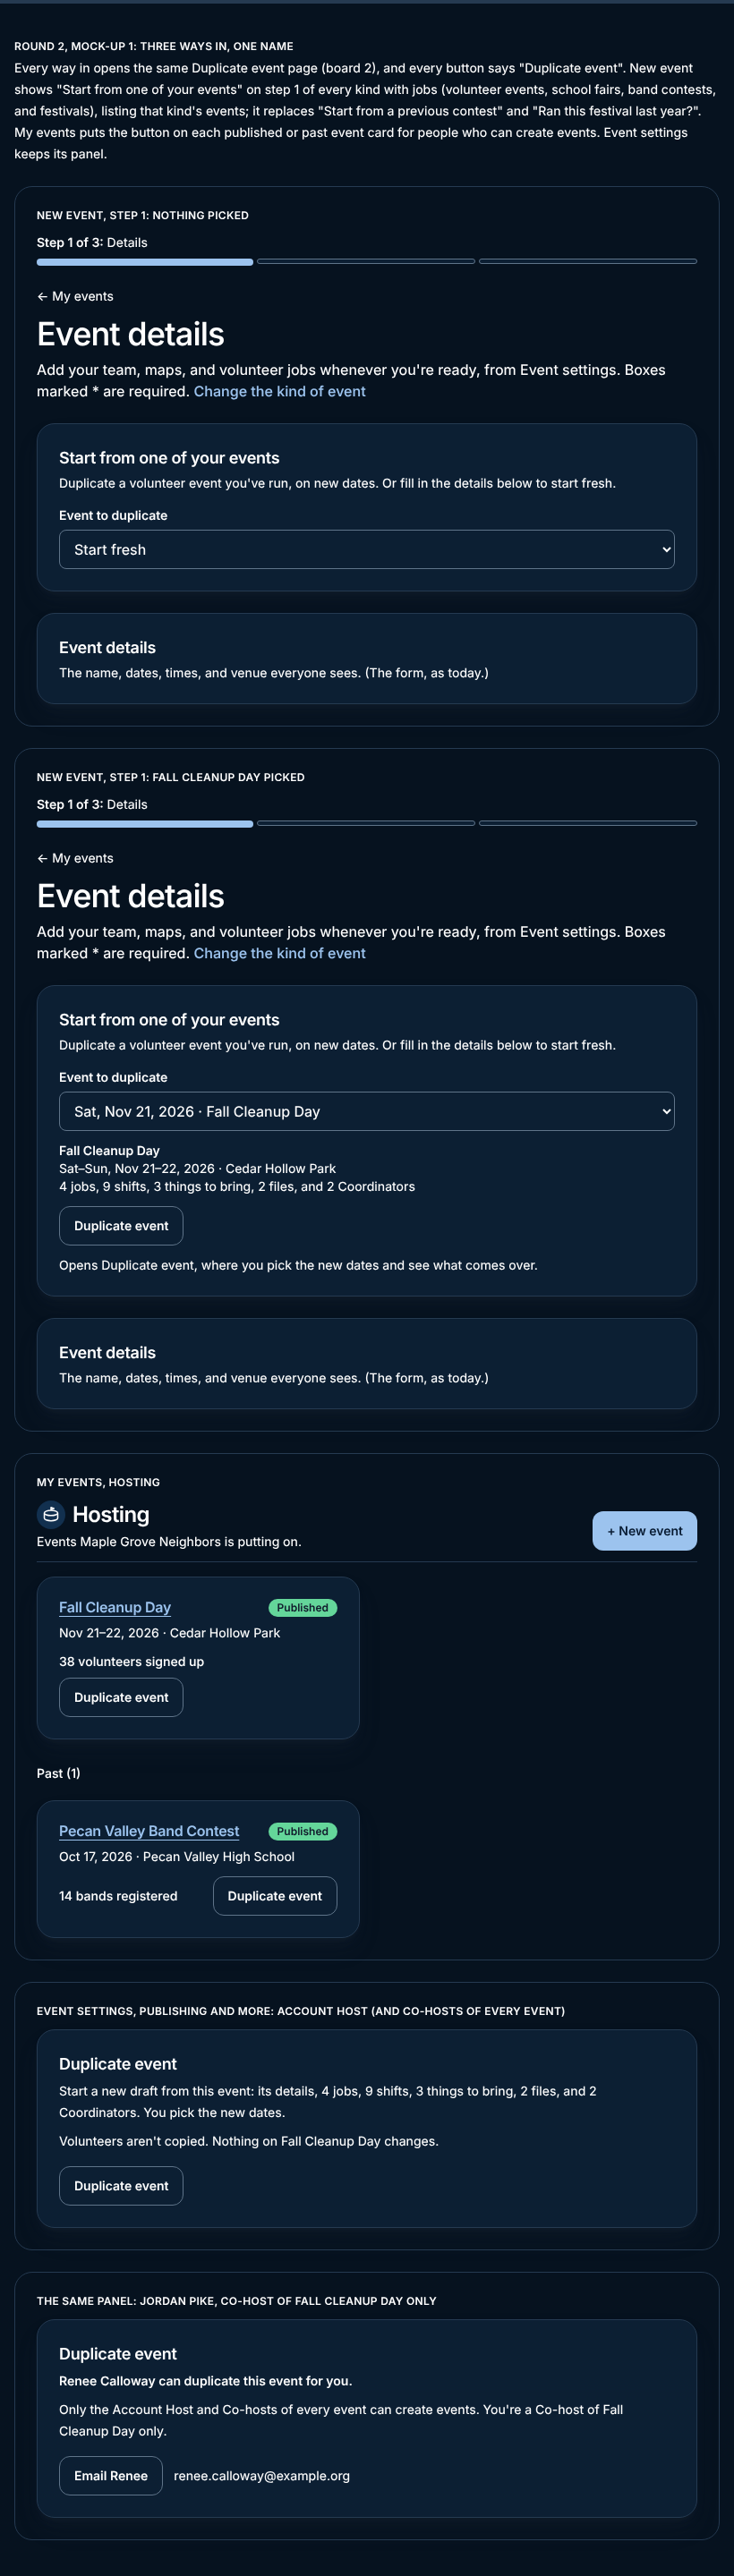 ROUND 2, MOCK-UP 1: THREE WAYS IN, ONE NAME
Every way in opens the same Duplicate event page (board 2), and every button says "Duplicate event". New event
shows "Start from one of your events" on step 1 of every kind with jobs (volunteer events, school fairs, band contests,
and festivals), listing that kind's events; it replaces "Start from a previous contest" and "Ran this festival last year?".
My events puts the button on each published or past event card for people who can create events. Event settings
keeps its panel.
NEW EVENT, STEP 1: NOTHING PICKED
Step 1 of 3: Details
← My events
Event details
Add your team, maps, and volunteer jobs whenever you're ready, from Event settings. Boxes
marked * are required. Change the kind of event
Start from one of your events
Duplicate a volunteer event you've run, on new dates. Or fill in the details below to start fresh.
Event to duplicate
Start fresh
Event details
The name, dates, times, and venue everyone sees. (The form, as today.)
NEW EVENT, STEP 1: FALL CLEANUP DAY PICKED
Step 1 of 3: Details
← My events
Event details
Add your team, maps, and volunteer jobs whenever you're ready, from Event settings. Boxes
marked * are required. Change the kind of event
Start from one of your events
Duplicate a volunteer event you've run, on new dates. Or fill in the details below to start fresh.
Event to duplicate
Sat, Nov 21, 2026 · Fall Cleanup Day
Fall Cleanup Day
Sat–Sun, Nov 21–22, 2026 · Cedar Hollow Park
4 jobs, 9 shifts, 3 things to bring, 2 files, and 2 Coordinators
Duplicate event
Opens Duplicate event, where you pick the new dates and see what comes over.
Event details
The name, dates, times, and venue everyone sees. (The form, as today.)
MY EVENTS, HOSTING
Hosting
Events Maple Grove Neighbors is putting on.
+ New event
Fall Cleanup Day
Published
Nov 21–22, 2026 · Cedar Hollow Park
38 volunteers signed up
Duplicate event
Past (1)
Pecan Valley Band Contest
Published
Oct 17, 2026 · Pecan Valley High School
14 bands registered
Duplicate event
EVENT SETTINGS, PUBLISHING AND MORE: ACCOUNT HOST (AND CO-HOSTS OF EVERY EVENT)
Duplicate event
Start a new draft from this event: its details, 4 jobs, 9 shifts, 3 things to bring, 2 files, and 2
Coordinators. You pick the new dates.
Volunteers aren't copied. Nothing on Fall Cleanup Day changes.
Duplicate event
THE SAME PANEL: JORDAN PIKE, CO-HOST OF FALL CLEANUP DAY ONLY
Duplicate event
Renee Calloway can duplicate this event for you.
Only the Account Host and Co-hosts of every event can create events. You're a Co-host of Fall
Cleanup Day only.
Email Renee
renee.calloway@example.org